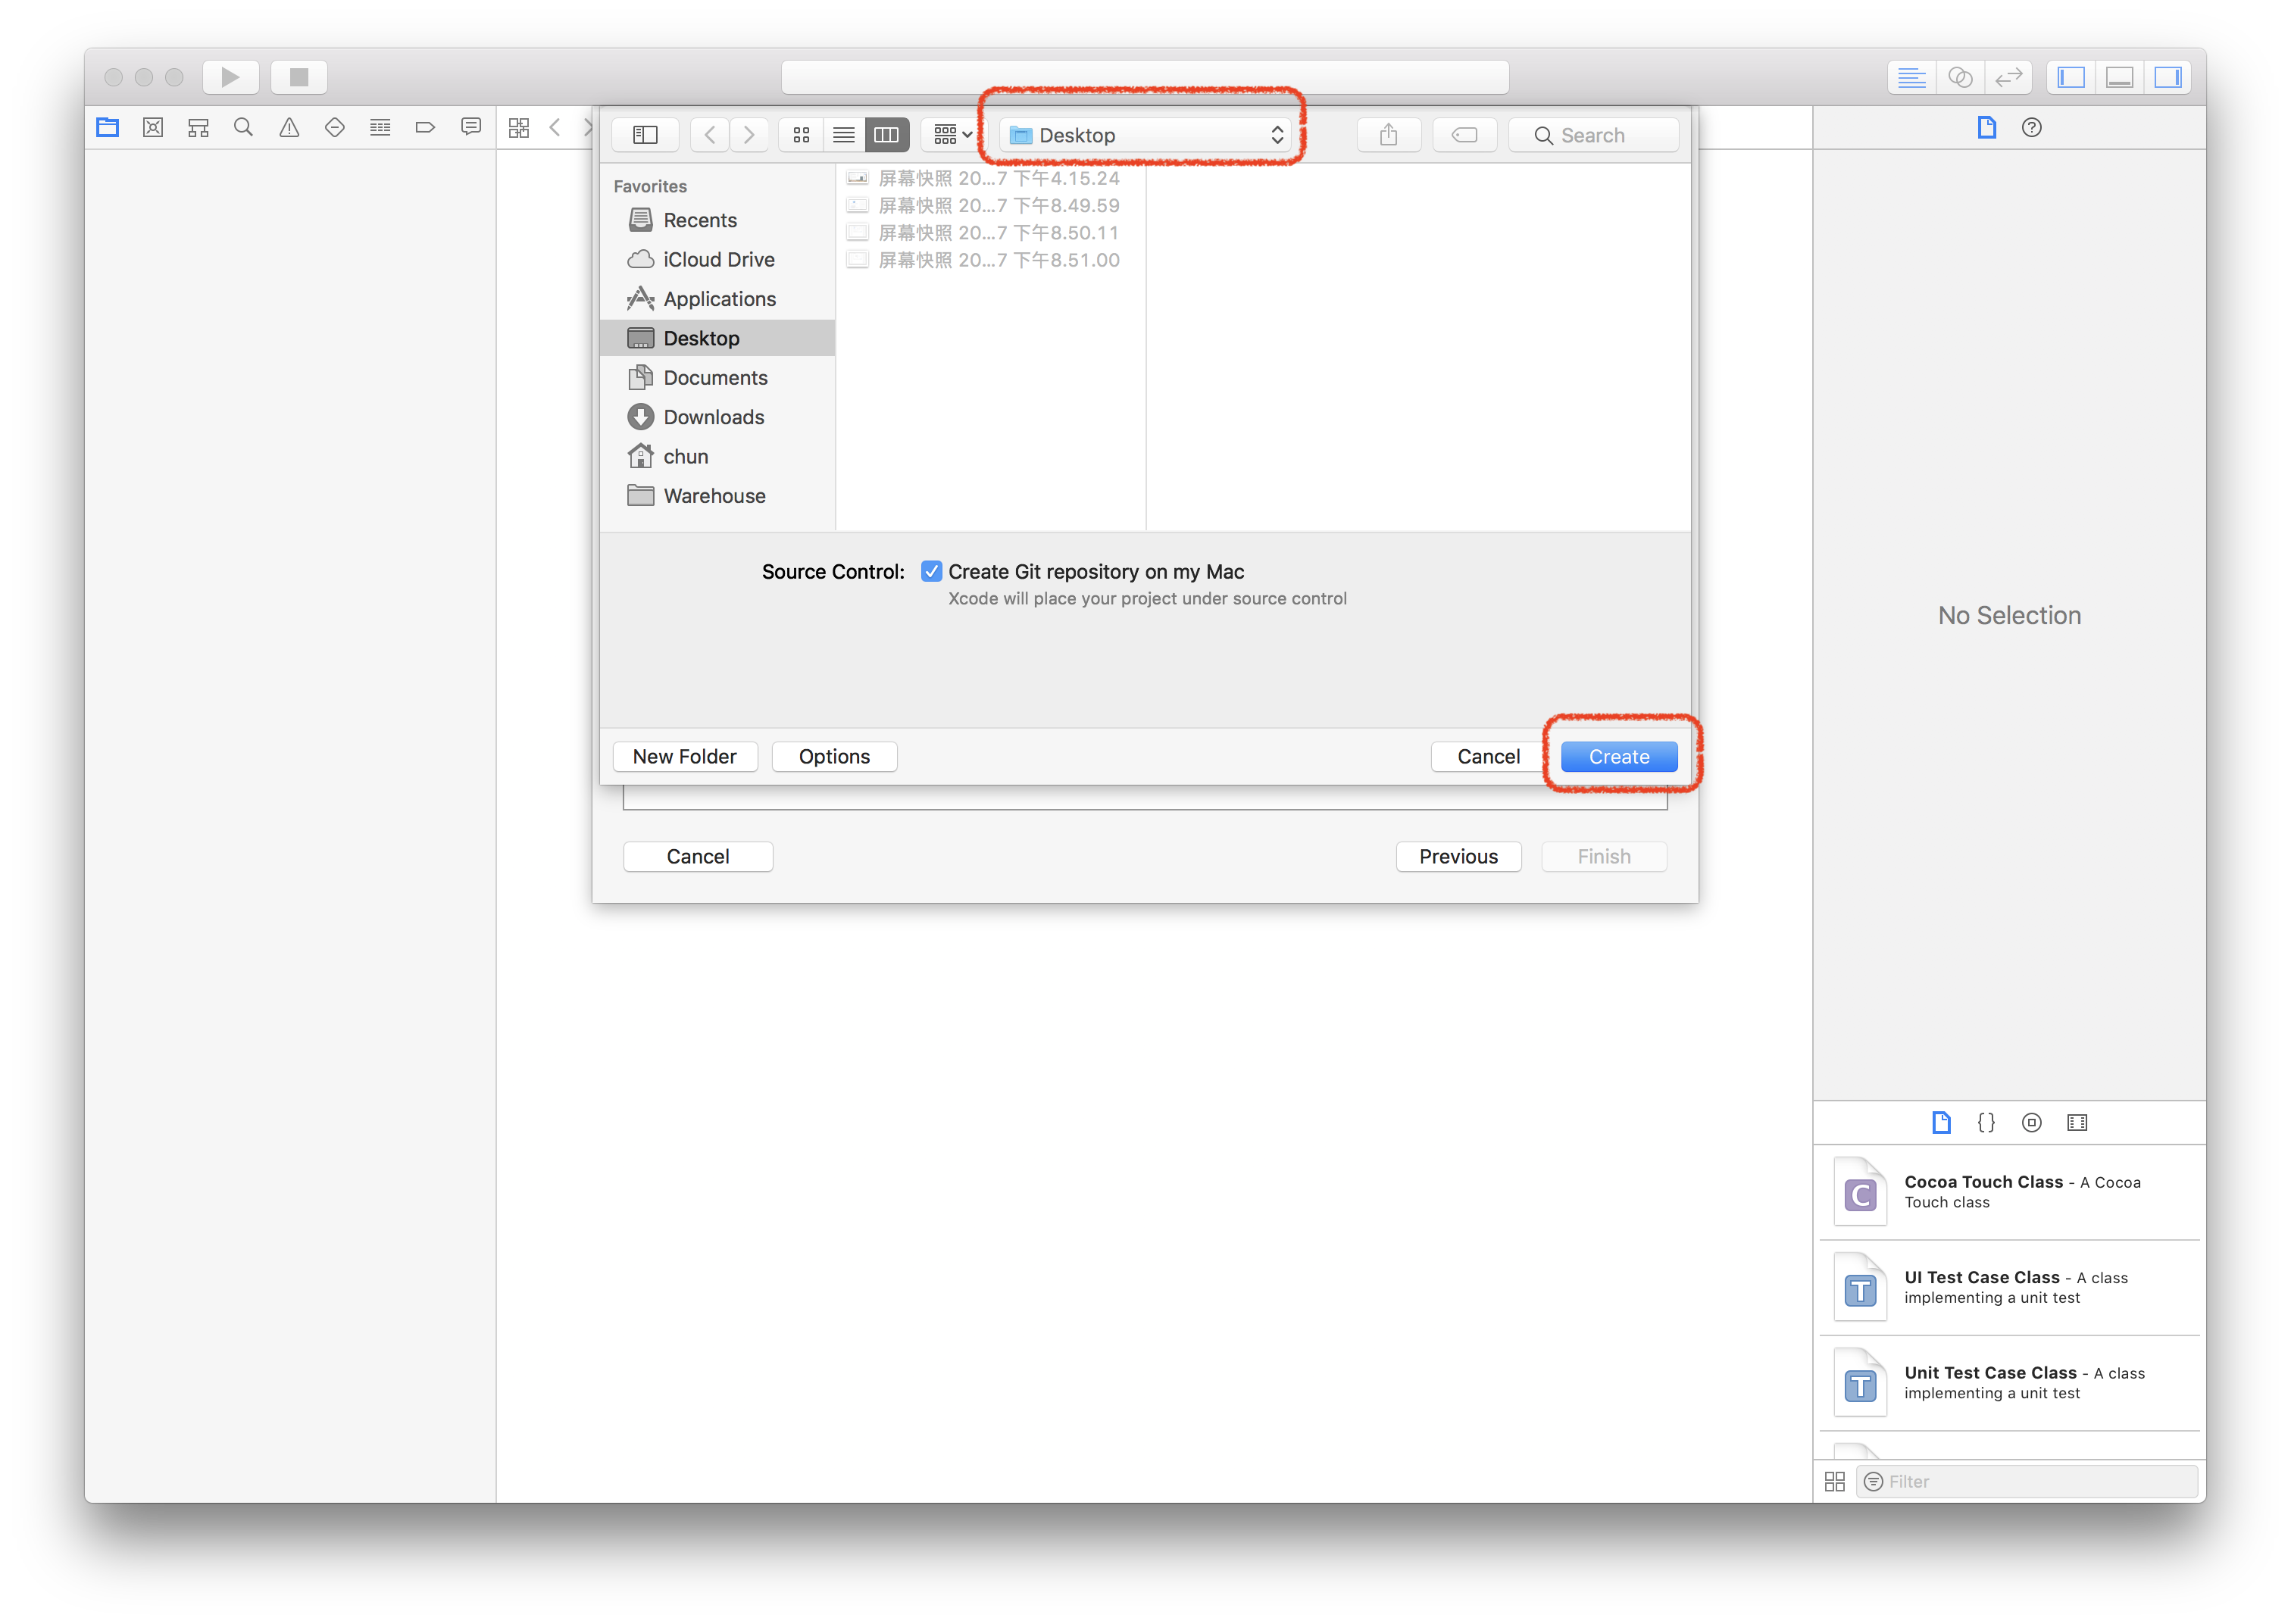 Desktop
Search
Favorites
Recents
iCloud Drive
Applications
Desktop
Documents
Downloads
chun
Warehouse
屏幕快照 20...7 下午4.15.24
屏幕快照 20...7 下午8.49.59
屏幕快照 20...7 下午8.50.11
屏幕快照 20...7 下午8.51.00
Source Control: Create Git repository on my Mac
Xcode will place your project under source control
New Folder Options Cancel Create
Cancel Previous Finish
No Selection
{}
C
Cocoa Touch Class - A Cocoa
Touch class
T
UI Test Case Class - A class
implementing a unit test
T
Unit Test Case Class - A class
implementing a unit test
Filter